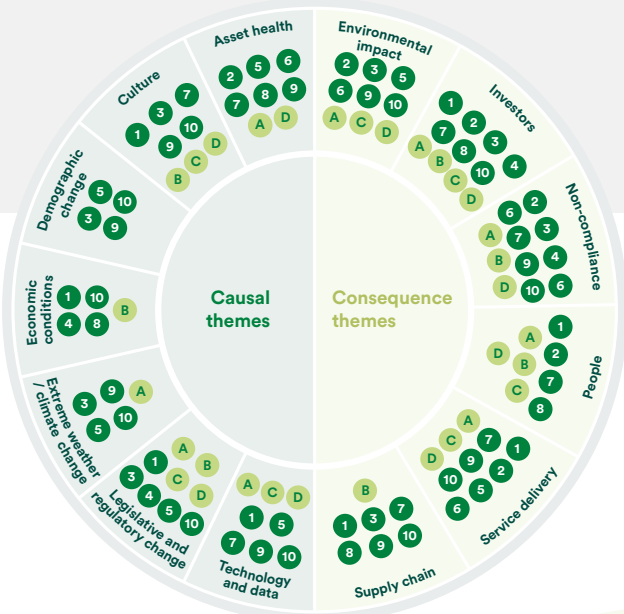 Asset health
2 5 6
7 8 9
A D
Environmental
impact
2 3 5
6 9 10
A C D
Investors
1 2
7 3
8 4
10
A B C D
Non-compliance
6 2
A 7 3
B 9 4
D 10 6
People
A 1
D B 2
C 7
8
Service delivery
A
C 7 1
D 9 2
10 5
6
Supply chain
B
1 3 7
8 9 10
Technology
and data
A C D
1 5
7 9 10
Legislative and
regulatory change
A
1 B
3 C
4 D
5 10
Extreme weather
/ climate change
9 A
3 10
5
Economic
conditions
1 10 B
4 8
Demographic
change
5 10
3 9
Culture
7
3
1 10
9 D
C
B
Causal
themes
Consequence
themes